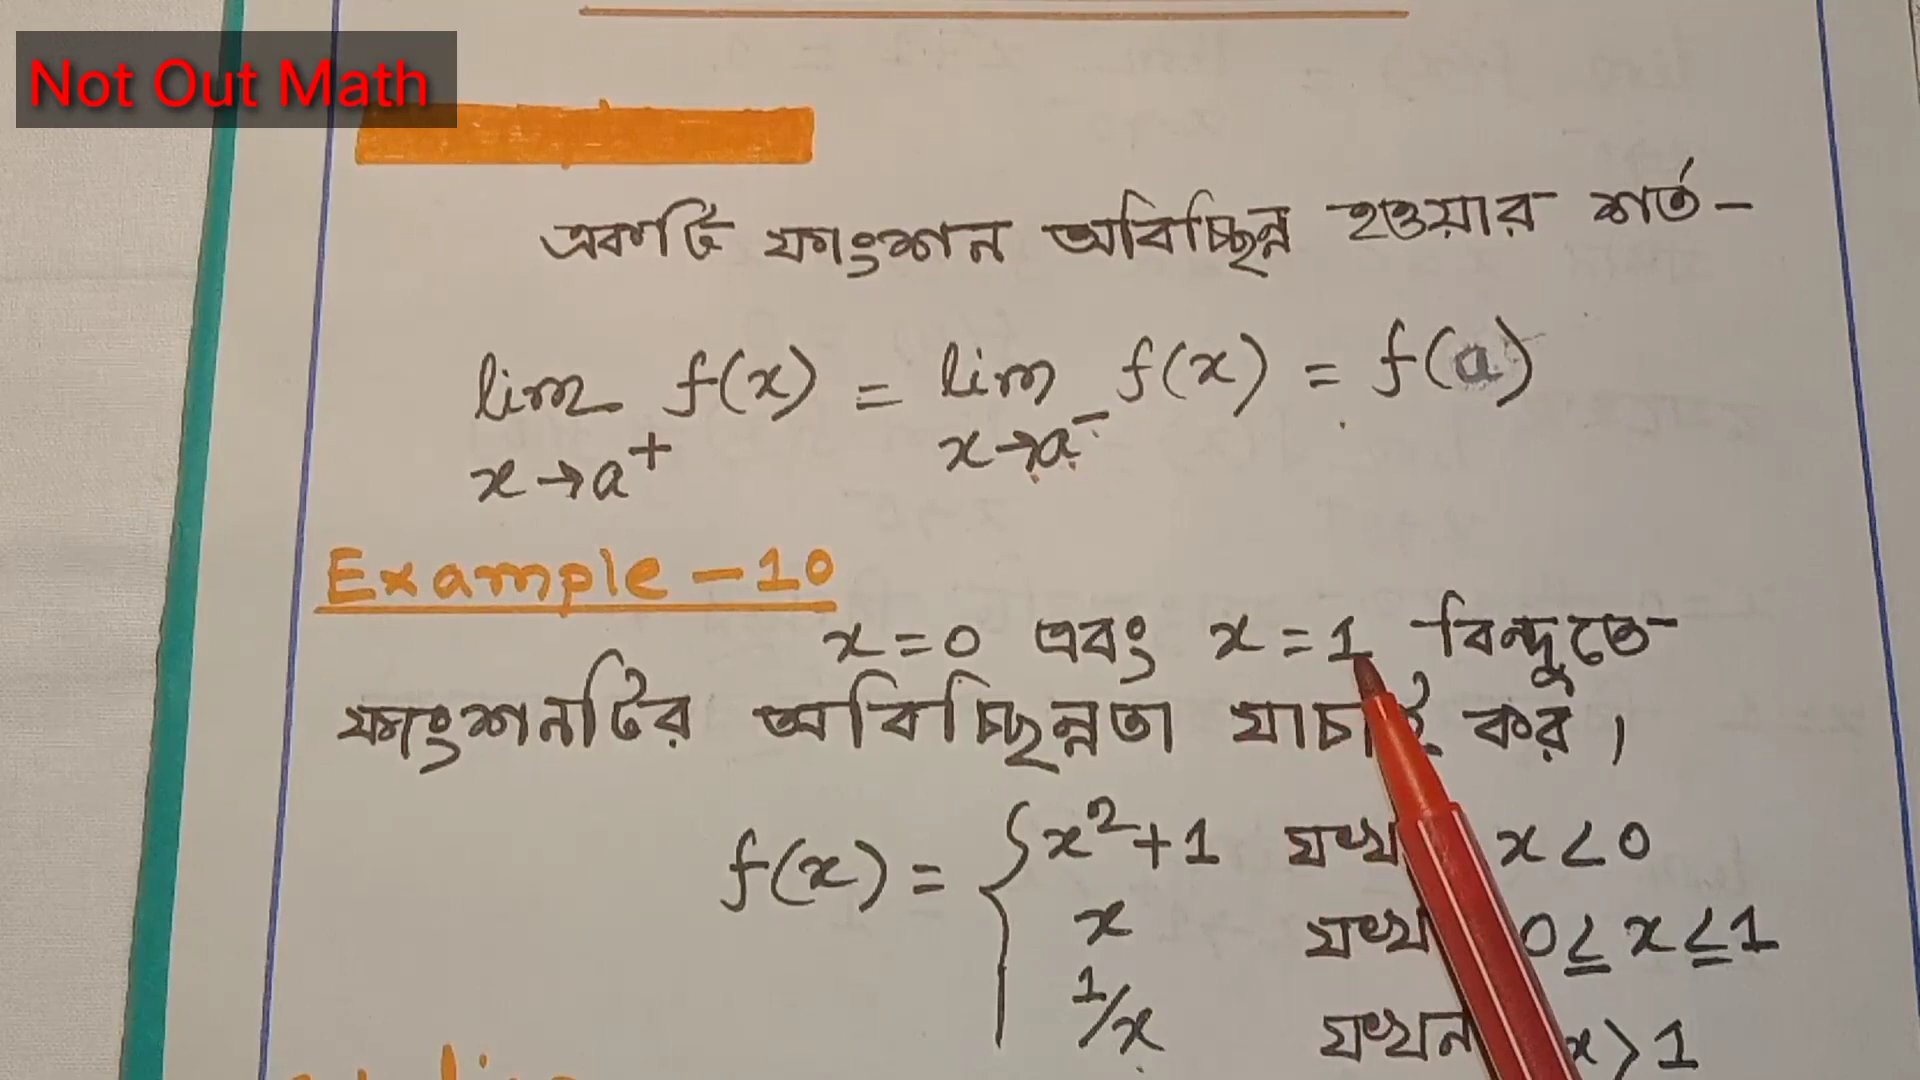 Not Out Math
একটি ফাংশন অবিচ্ছিন্ন হওয়ার শর্ত -
lim f(x) = lim f(x) = f(a)
x→a⁺ x→a⁻
Example - 10
x = 0 এবং x = 1 বিন্দুতে
ফাংশনটির অবিচ্ছিন্নতা যাচাই কর।
f(x) = { x² + 1 যখন x < 0
x যখন 0 ≤ x ≤ 1
1/x যখন x > 1